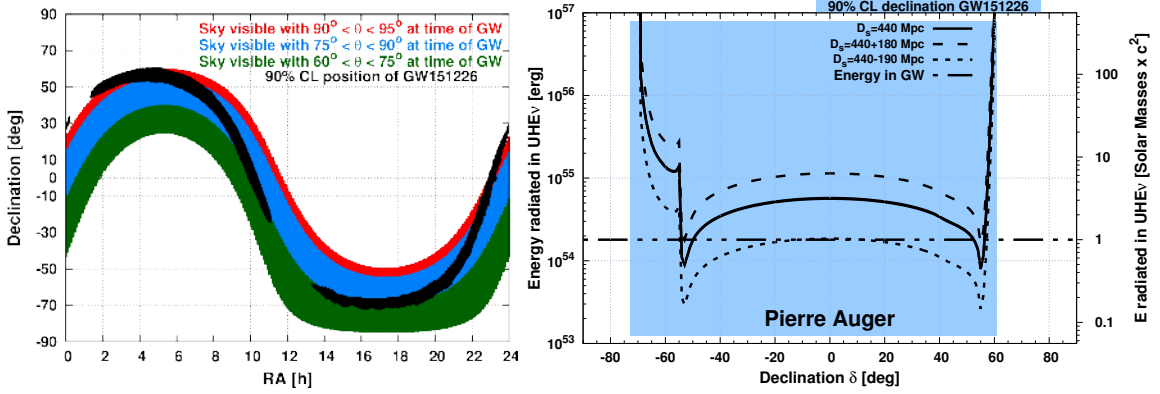 Sky visible with 90° < θ < 95° at time of GW
Sky visible with 75° < θ < 90° at time of GW
Sky visible with 60° < θ < 75° at time of GW
90% CL position of GW151226
Declination [deg]
90
70
50
30
10
0
-10
-30
-50
-70
-90
0 2 4 6 8 10 12 14 16 18 20 22 24
RA [h]
90% CL declination GW151226
D_s=440 Mpc
D_s=440+180 Mpc
D_s=440-190 Mpc
Energy in GW
Energy radiated in UHEν [erg]
10^57
10^56
10^55
10^54
10^53
E radiated in UHEν [Solar Masses x c²]
100
10
1
0.1
Pierre Auger
-80 -60 -40 -20 0 20 40 60 80
Declination δ [deg]